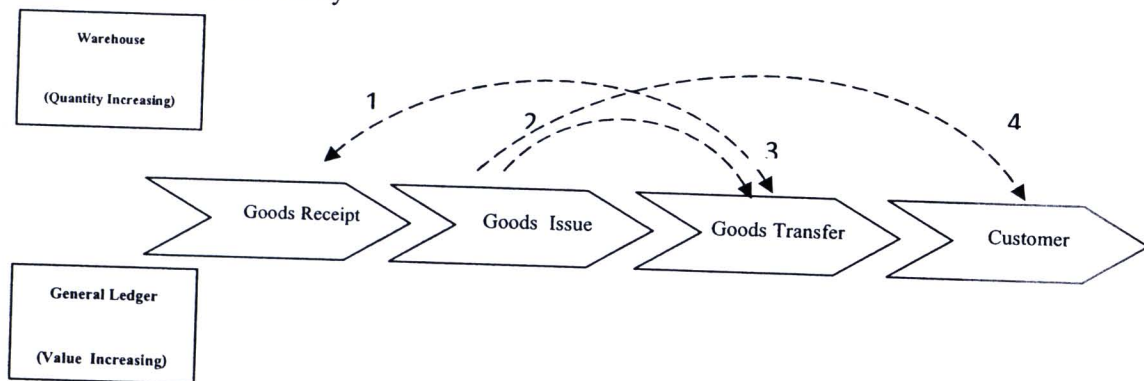 Warehouse
(Quantity Increasing)
1
2
3
4
Goods Receipt
Goods Issue
Goods Transfer
Customer
General Ledger
(Value Increasing)